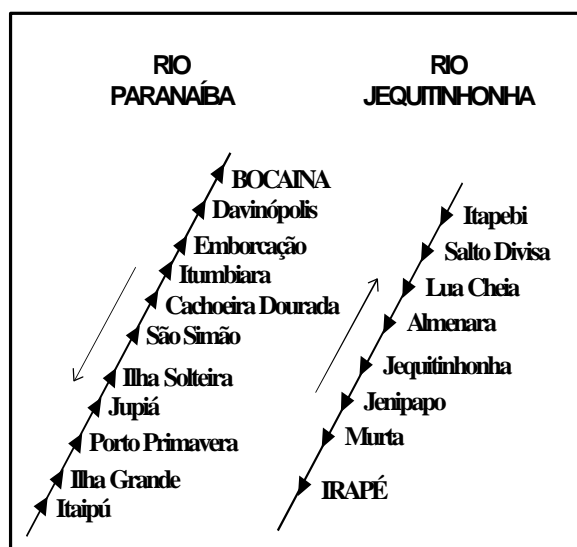 RIO
PARANAÍBA
BOCAINA
Davinópolis
Emborcação
Itumbiara
Cachoeira Dourada
São Simão
Ilha Solteira
Jupiá
Porto Primavera
Ilha Grande
Itaipú
RIO
JEQUITINHONHA
Itapebi
Salto Divisa
Lua Cheia
Almenara
Jequitinhonha
Jenipapo
Murta
IRAPÉ